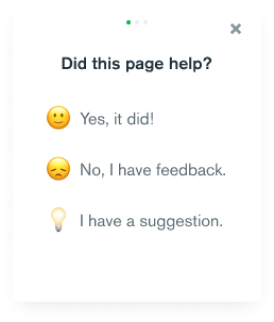 Did this page help?
Yes, it did!
No, I have feedback.
I have a suggestion.